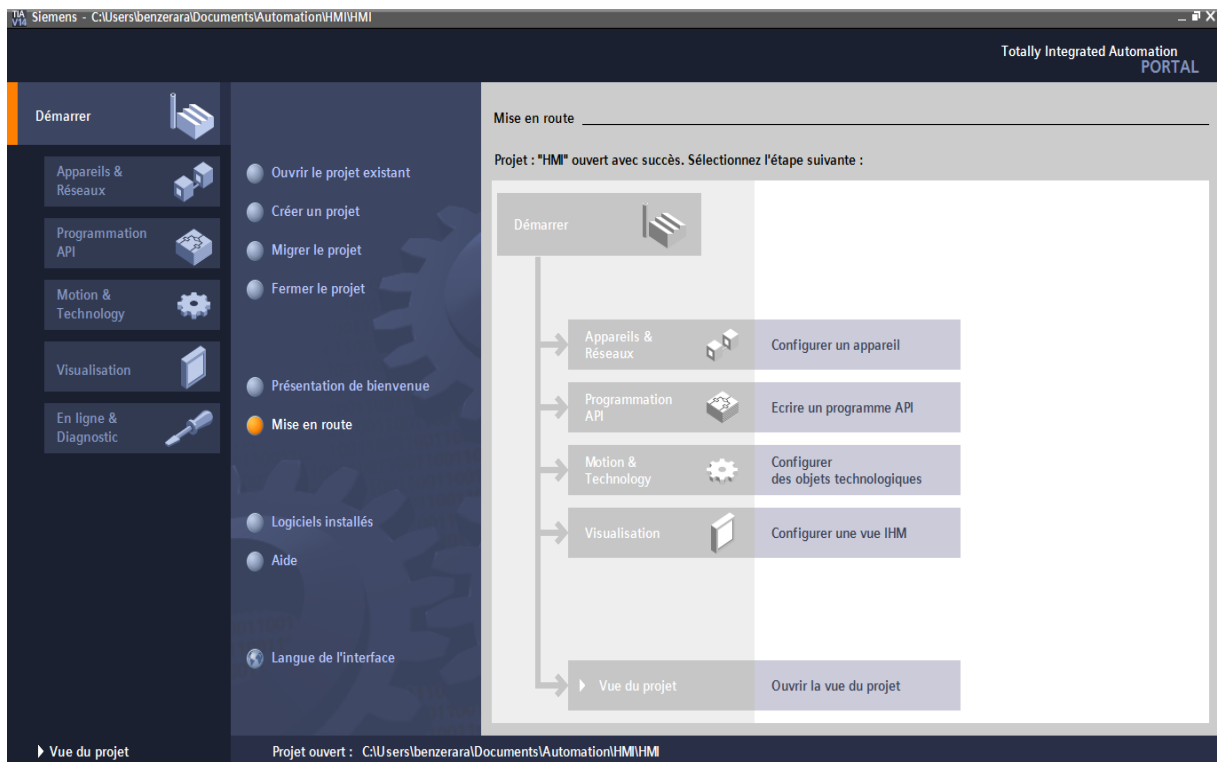 TIA
V14
Siemens - C:\Users\benzerara\Documents\Automation\HMI\HMI
Totally Integrated Automation
PORTAL
Démarrer
Appareils &
Réseaux
Programmation
API
Motion &
Technology
Visualisation
En ligne &
Diagnostic
Vue du projet
Ouvrir le projet existant
Créer un projet
Migrer le projet
Fermer le projet
Présentation de bienvenue
Mise en route
Logiciels installés
Aide
Langue de l'interface
Mise en route
Projet : "HMI" ouvert avec succès. Sélectionnez l'étape suivante :
Démarrer
Appareils &
Réseaux
Configurer un appareil
Programmation
API
Ecrire un programme API
Motion &
Technology
Configurer
des objets technologiques
Visualisation
Configurer une vue IHM
Vue du projet
Ouvrir la vue du projet
Projet ouvert : C:\Users\benzerara\Documents\Automation\HMI\HMI